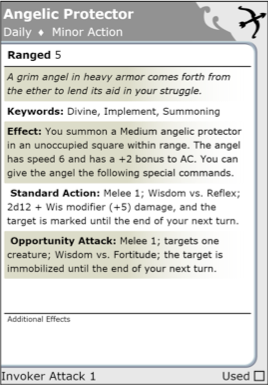 Angelic Protector
Daily ♦ Minor Action
Ranged 5
A grim angel in heavy armor comes forth from
the ether to lend its aid in your struggle.
Keywords: Divine, Implement, Summoning
Effect: You summon a Medium angelic protector
in an unoccupied square within range. The angel
has speed 6 and has a +2 bonus to AC. You can
give the angel the following special commands.
Standard Action: Melee 1; Wisdom vs. Reflex;
2d12 + Wis modifier (+5) damage, and the
target is marked until the end of your next turn.
Opportunity Attack: Melee 1; targets one
creature; Wisdom vs. Fortitude; the target is
immobilized until the end of your next turn.
Additional Effects
Invoker Attack 1 Used